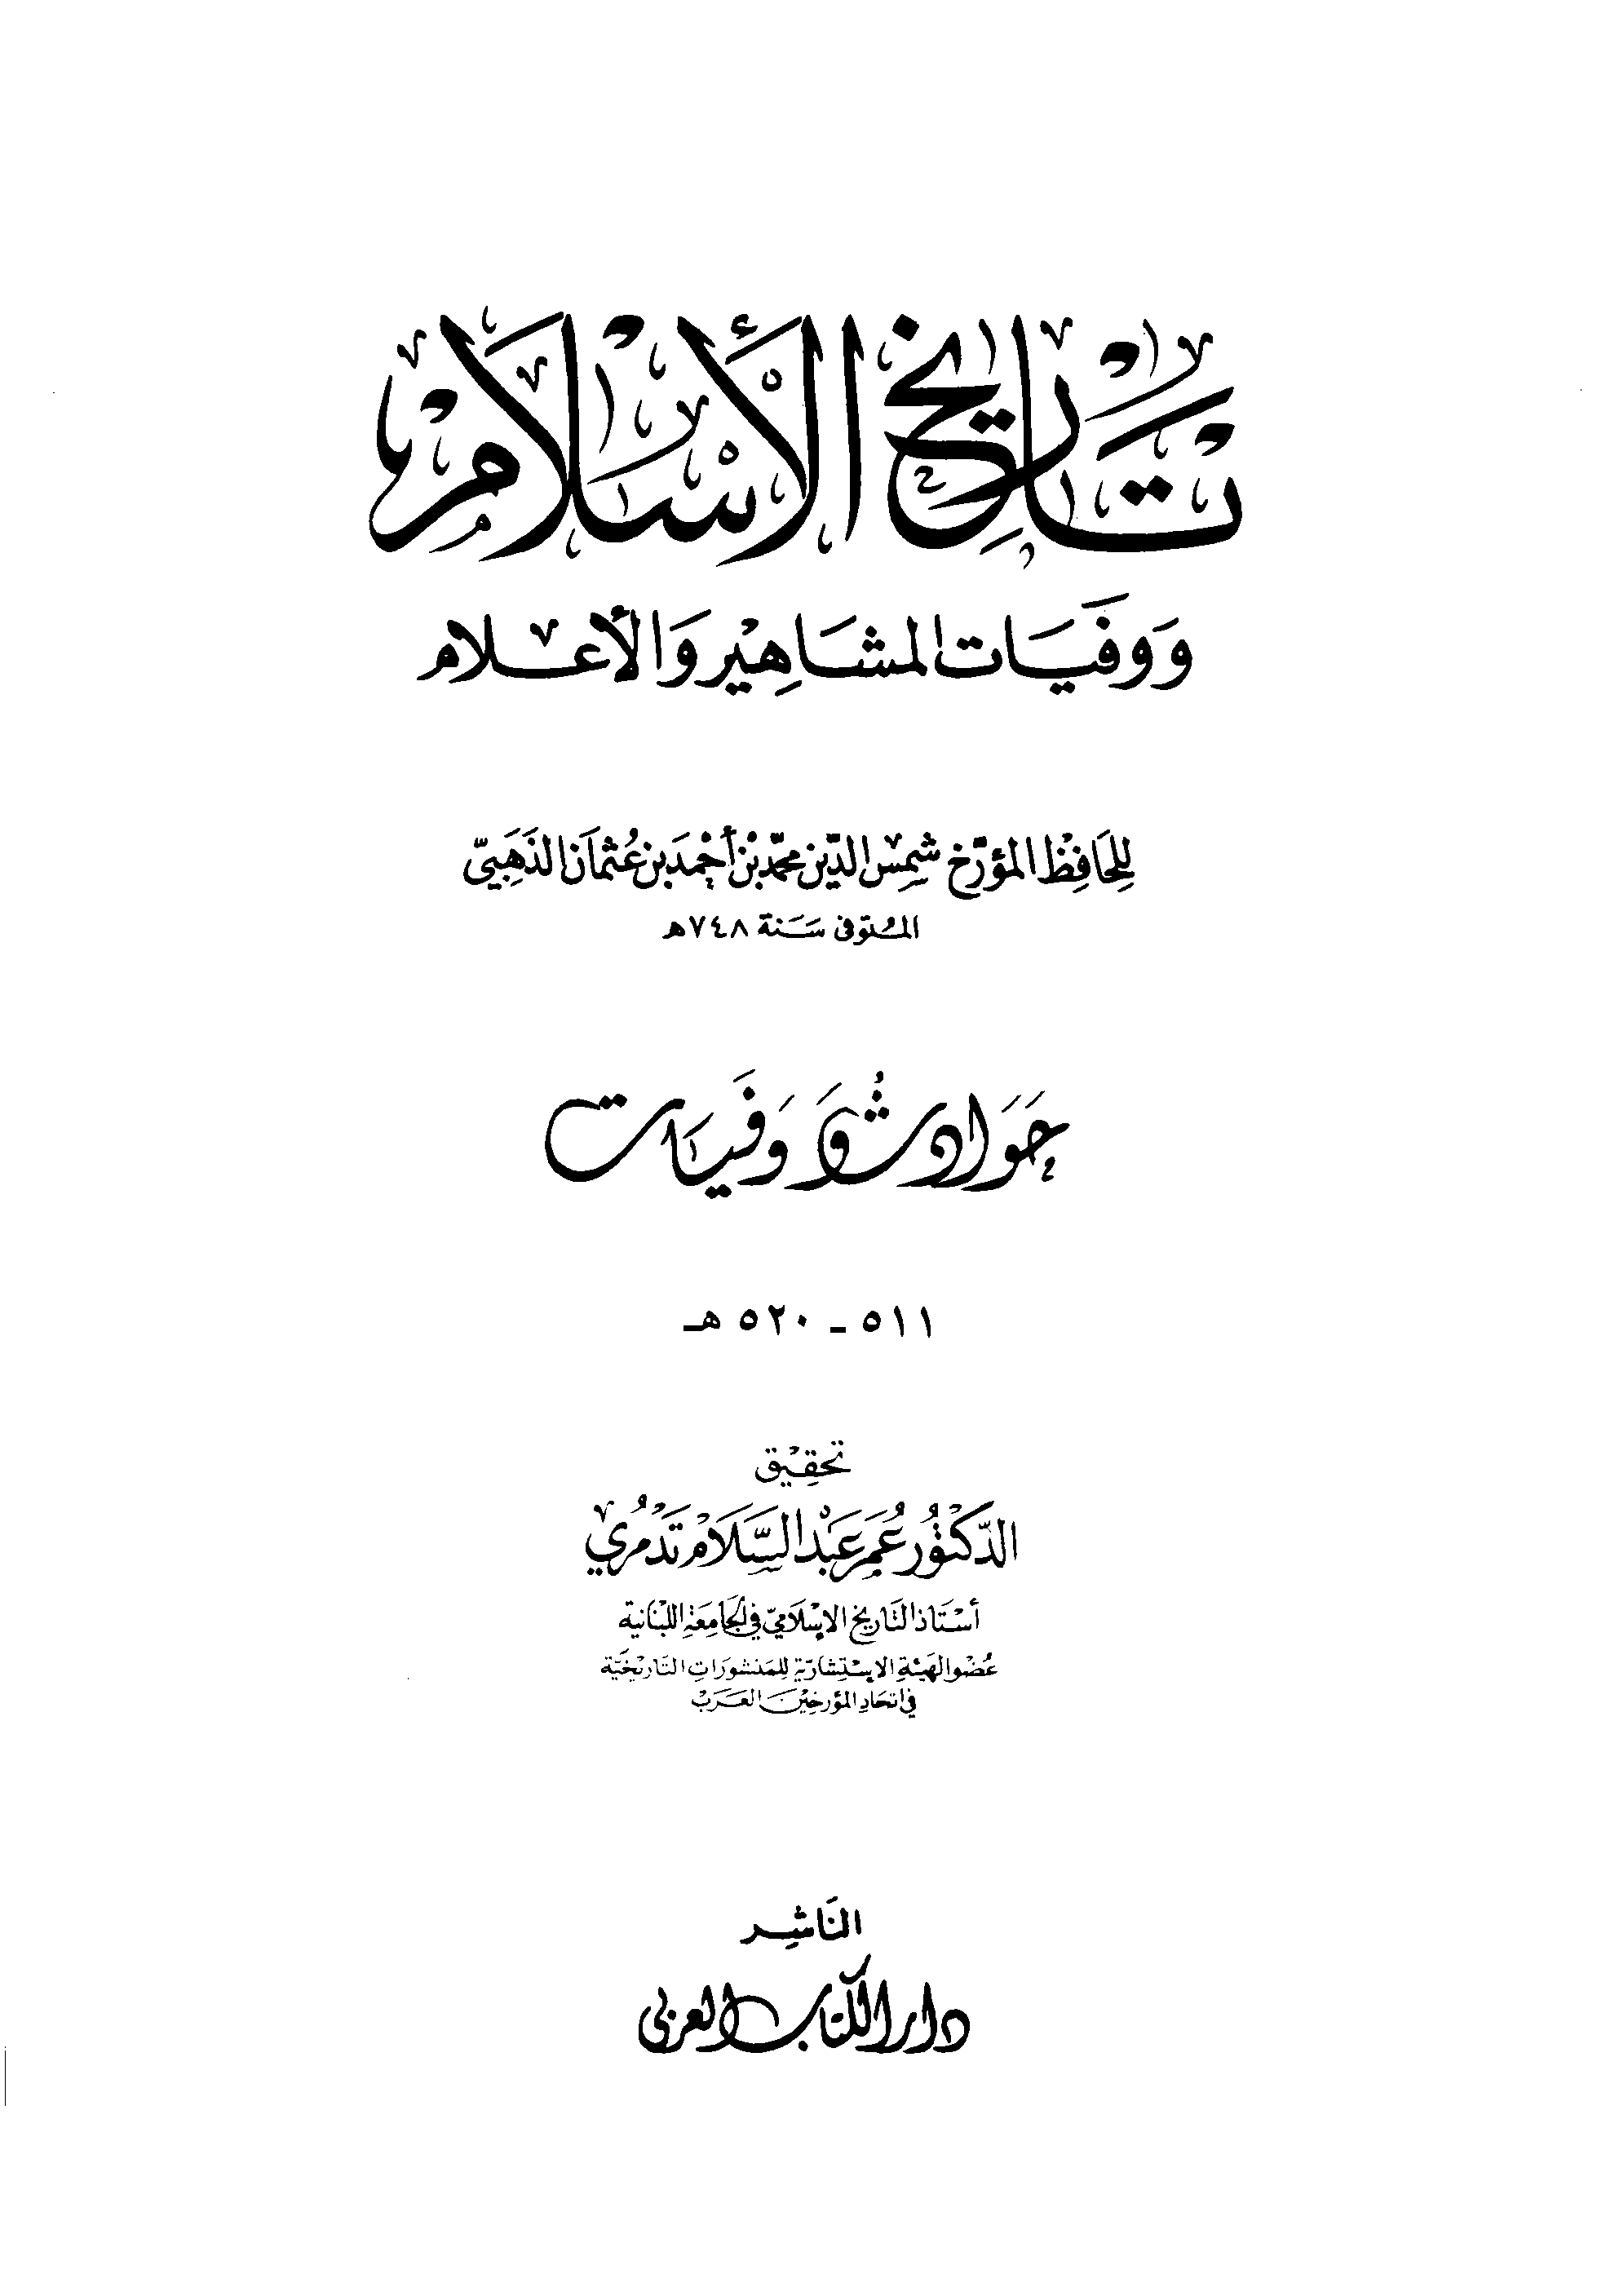 تاريخ الإسلام
ووفيات المشاهير والأعلام
للحافظ المؤرخ شمس الدين محمد بن أحمد بن عثمان الذهبي
المتوفى سنة ٧٤٨هـ
حوادث ووفيات
٥١١ - ٥٢٠ هـ
تحقيق
الدكتور عمر عبد السلام تدمري
أستاذ التاريخ الإسلامي في الجامعة اللبنانية
عضو الهيئة الاستشارية للمنشورات التاريخية
في اتحاد المؤرخين العرب
الناشر
دار الكتاب العربي